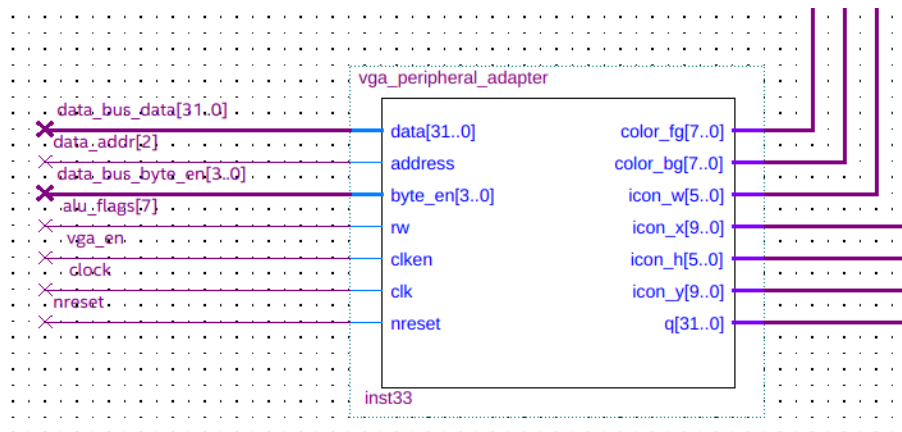 vga_peripheral_adapter
data_bus_data[31..0]
data[31..0]
color_fg[7..0]
data_addr[2]
address
color_bg[7..0]
data_bus_byte_en[3..0]
byte_en[3..0]
icon_w[5..0]
alu_flags[7]
rw
icon_x[9..0]
vga_en
clken
icon_h[5..0]
clock
clk
icon_y[9..0]
nreset
nreset
q[31..0]
inst33